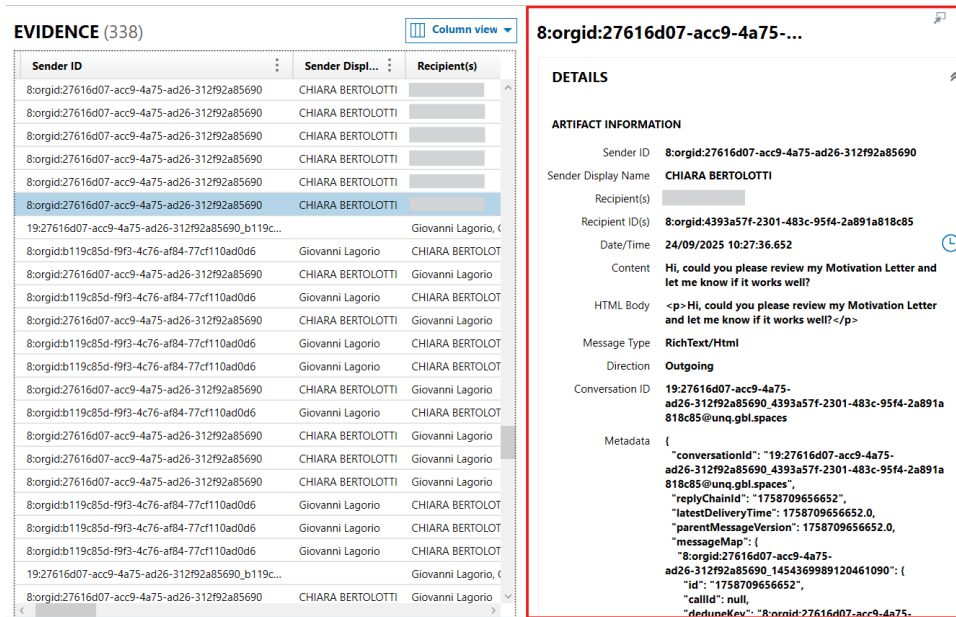 EVIDENCE (338)
Column view
Sender ID Sender Displ... Recipient(s)
8:orgid:27616d07-acc9-4a75-ad26-312f92a85690 CHIARA BERTOLOTTI
8:orgid:27616d07-acc9-4a75-ad26-312f92a85690 CHIARA BERTOLOTTI
8:orgid:27616d07-acc9-4a75-ad26-312f92a85690 CHIARA BERTOLOTTI
8:orgid:27616d07-acc9-4a75-ad26-312f92a85690 CHIARA BERTOLOTTI
8:orgid:27616d07-acc9-4a75-ad26-312f92a85690 CHIARA BERTOLOTTI
8:orgid:27616d07-acc9-4a75-ad26-312f92a85690 CHIARA BERTOLOTTI
19:27616d07-acc9-4a75-ad26-312f92a85690_b119c... Giovanni Lagorio, C
8:orgid:b119c85d-f9f3-4c76-af84-77cf110ad0d6 Giovanni Lagorio CHIARA BERTOLOT
8:orgid:27616d07-acc9-4a75-ad26-312f92a85690 CHIARA BERTOLOTTI Giovanni Lagorio
8:orgid:b119c85d-f9f3-4c76-af84-77cf110ad0d6 Giovanni Lagorio CHIARA BERTOLOT
8:orgid:27616d07-acc9-4a75-ad26-312f92a85690 CHIARA BERTOLOTTI Giovanni Lagorio
8:orgid:b119c85d-f9f3-4c76-af84-77cf110ad0d6 Giovanni Lagorio CHIARA BERTOLOT
8:orgid:b119c85d-f9f3-4c76-af84-77cf110ad0d6 Giovanni Lagorio CHIARA BERTOLOT
8:orgid:27616d07-acc9-4a75-ad26-312f92a85690 CHIARA BERTOLOTTI Giovanni Lagorio
8:orgid:b119c85d-f9f3-4c76-af84-77cf110ad0d6 Giovanni Lagorio CHIARA BERTOLOT
8:orgid:27616d07-acc9-4a75-ad26-312f92a85690 CHIARA BERTOLOTTI Giovanni Lagorio
8:orgid:27616d07-acc9-4a75-ad26-312f92a85690 CHIARA BERTOLOTTI Giovanni Lagorio
8:orgid:27616d07-acc9-4a75-ad26-312f92a85690 CHIARA BERTOLOTTI Giovanni Lagorio
8:orgid:b119c85d-f9f3-4c76-af84-77cf110ad0d6 Giovanni Lagorio CHIARA BERTOLOT
8:orgid:b119c85d-f9f3-4c76-af84-77cf110ad0d6 Giovanni Lagorio CHIARA BERTOLOT
8:orgid:b119c85d-f9f3-4c76-af84-77cf110ad0d6 Giovanni Lagorio CHIARA BERTOLOT
19:27616d07-acc9-4a75-ad26-312f92a85690_b119c... Giovanni Lagorio, C
8:orgid:27616d07-acc9-4a75-ad26-312f92a85690 CHIARA BERTOLOTTI Giovanni Lagorio
8:orgid:27616d07-acc9-4a75-...
DETAILS
ARTIFACT INFORMATION
Sender ID 8:orgid:27616d07-acc9-4a75-ad26-312f92a85690
Sender Display Name CHIARA BERTOLOTTI
Recipient(s)
Recipient ID(s) 8:orgid:4393a57f-2301-483c-95f4-2a891a818c85
Date/Time 24/09/2025 10:27:36.652
Content Hi, could you please review my Motivation Letter and
let me know if it works well?
HTML Body <p>Hi, could you please review my Motivation Letter
and let me know if it works well?</p>
Message Type RichText/Html
Direction Outgoing
Conversation ID 19:27616d07-acc9-4a75-
ad26-312f92a85690_4393a57f-2301-483c-95f4-2a891a
818c85@unq.gbl.spaces
Metadata {
"conversationId": "19:27616d07-acc9-4a75-
ad26-312f92a85690_4393a57f-2301-483c-95f4-2a891a
818c85@unq.gbl.spaces",
"replyChainId": "1758709656652",
"latestDeliveryTime": 1758709656652.0,
"parentMessageVersion": 1758709656652.0,
"messageMap": {
"8:orgid:27616d07-acc9-4a75-
ad26-312f92a85690_1454369989120461090": {
"id": "1758709656652",
"callId": null,
"dedupeKey": "8:orgid:27616d07-acc9-4a75-